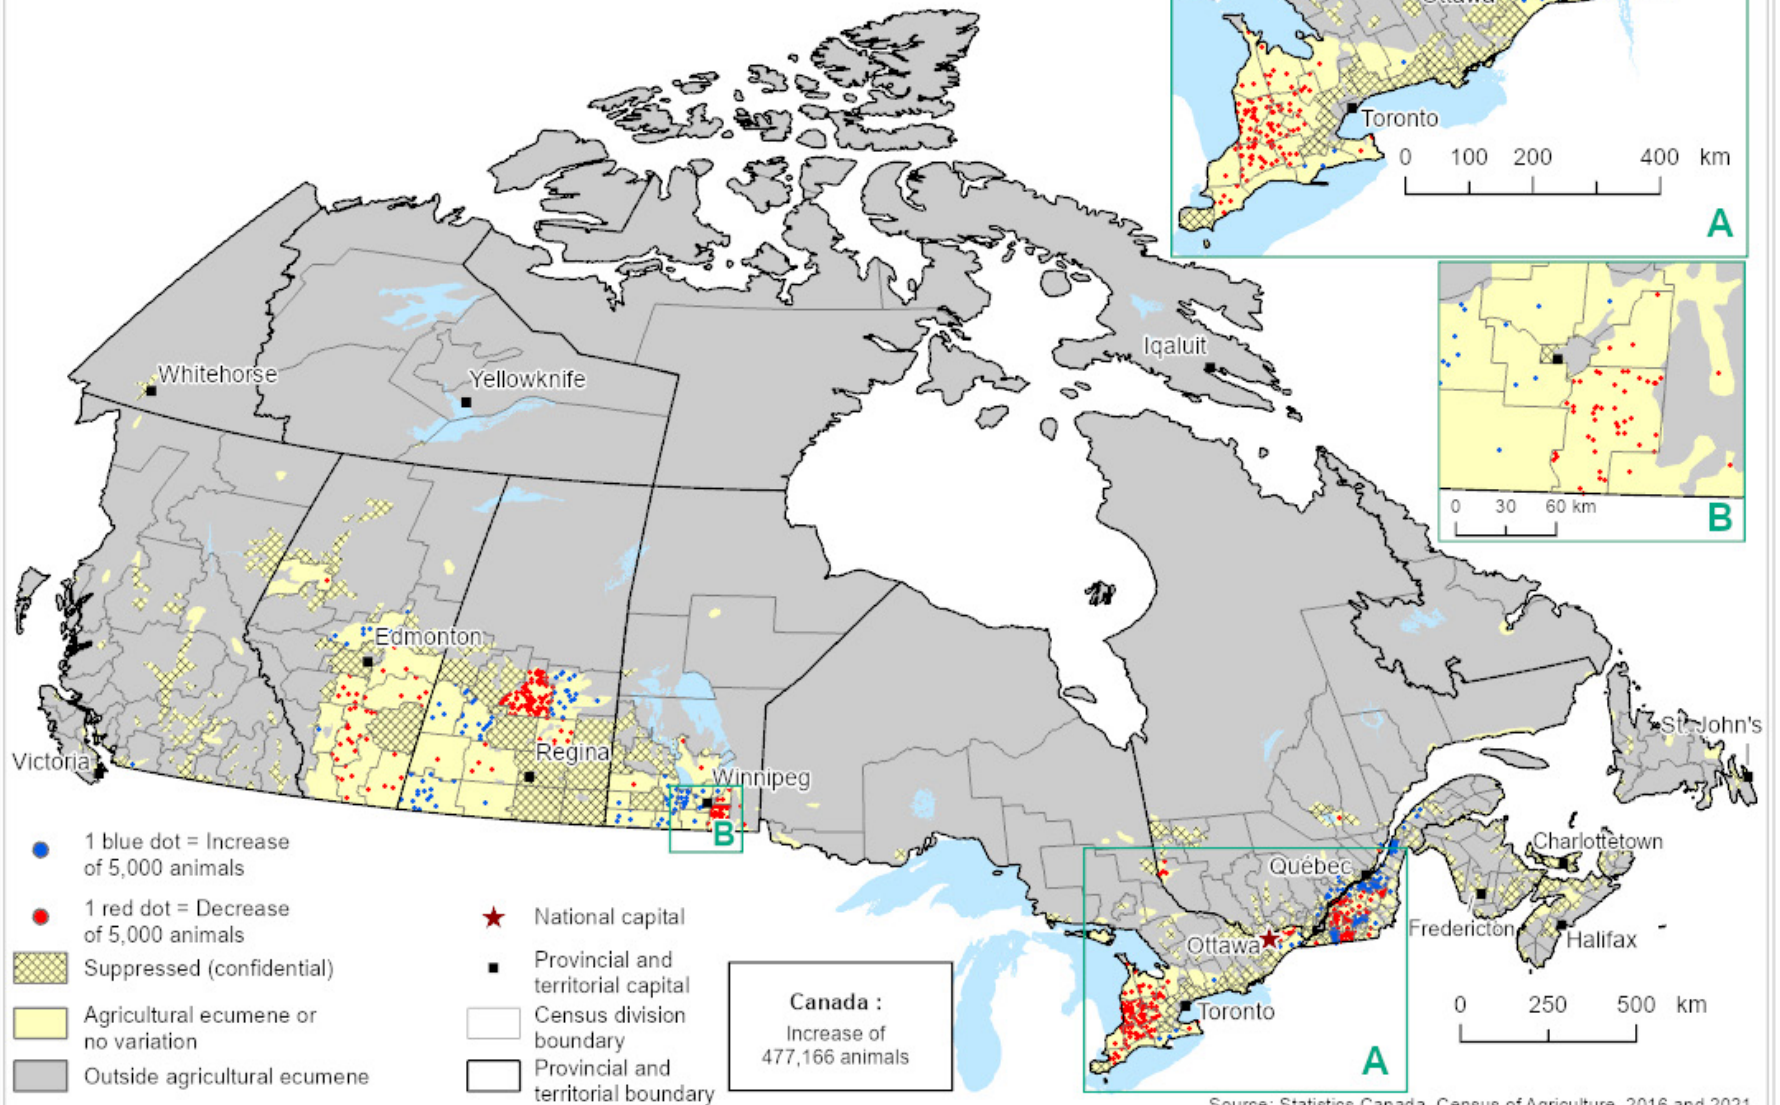 Ottawa
Toronto
0 100 200 400 km
A
Whitehorse
Yellowknife
Iqaluit
0 30 60 km
B
Edmonton
Regina
Winnipeg
Victoria
B
St. John's
Charlottetown
Québec
Fredericton
Halifax
Ottawa
Toronto
A
0 250 500 km
1 blue dot = Increase
of 5,000 animals
1 red dot = Decrease
of 5,000 animals
Suppressed (confidential)
Agricultural ecumene or
no variation
Outside agricultural ecumene
National capital
Provincial and
territorial capital
Census division
boundary
Provincial and
territorial boundary
Canada :
Increase of
477,166 animals
Source: Statistics Canada, Census of Agriculture, 2016 and 2021